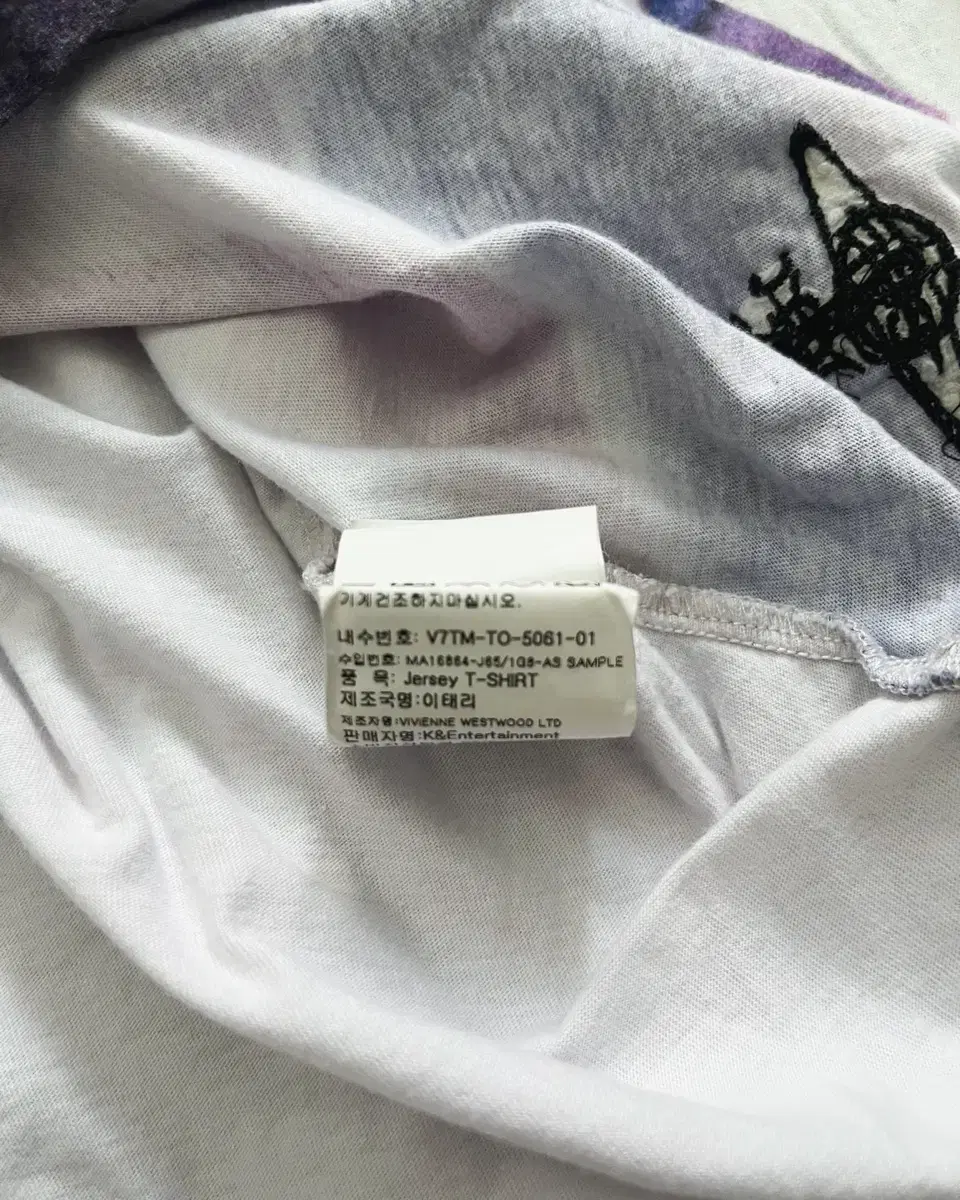 기계건조하지마십시오.
내수번호: V7TM-TO-5061-01
수입번호: MA16864-J65/1G8-AS SAMPLE
품 목: Jersey T-SHIRT
제조국명:이태리
제조자명:VIVIENNE WESTWOOD LTD
판매자명:K&Entertainment